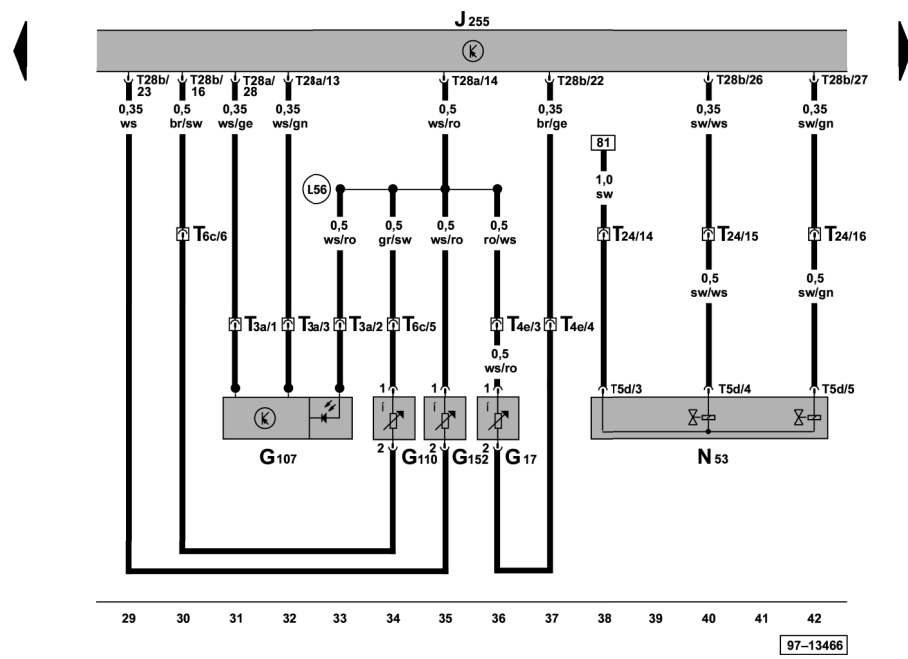 J 255
T28b/ T28b/ T28a/ T28a/13 T28a/14 T28b/22 T28b/26 T28b/27
23 16 28
0,35 0,5 0,35 0,35 0,5 0,35 0,35 0,35
ws br/sw ws/ge ws/gn ws/ro br/ge sw/ws sw/gn
81
1,0
sw
L56
0,5 0,5 0,5 0,5
ws/ro gr/sw ws/ro ro/ws
T6c/6 T24/14 T24/15 T24/16
0,5 0,5
sw/ws sw/gn
T3a/1 T3a/3 T3a/2 T6c/5 T4e/3 T4e/4
0,5
ws/ro
1 1 1 T5d/3 T5d/4 T5d/5
í í í
2 2 2
G107 G110 G152 G 17 N 53
29 30 31 32 33 34 35 36 37 38 39 40 41 42
97–13466